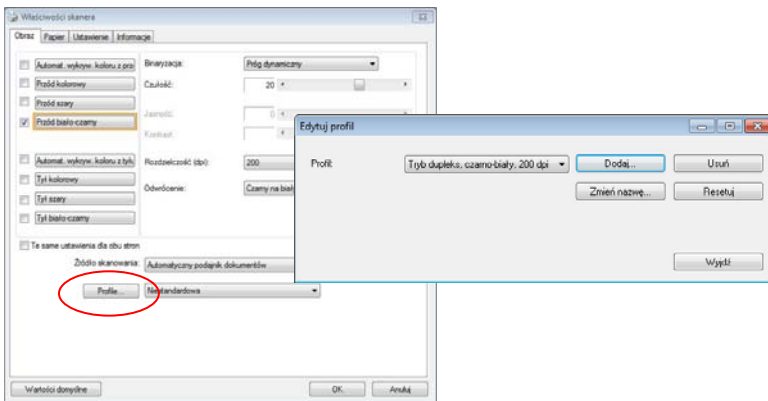 Właściwości skanera
Obraz Papier Ustawienie Informacje
Automat. wykryw. koloru z prz
Binaryzacja:
Próg dynamiczny
Przód kolorowy
Czułość:
20
Przód szary
Jasność:
0
Przód biało-czarny
Kontrast:
Automat. wykryw. koloru z tyłu
Rozdzielczość (dpi):
200
Tył kolorowy
Odwrócenie:
Czarny na biał
Tył szary
Tył biało-czarny
Te same ustawienia dla obu stron
Źródło skanowania:
Automatyczny podajnik dokumentów
Profile...
Niestandardowa
Wartości domyślne
OK
Anuluj
Edytuj profil
Profil:
Tryb dupleks, czarno-biały, 200 dpi
Dodaj...
Usuń
Zmień nazwę...
Resetuj
Wyjdź